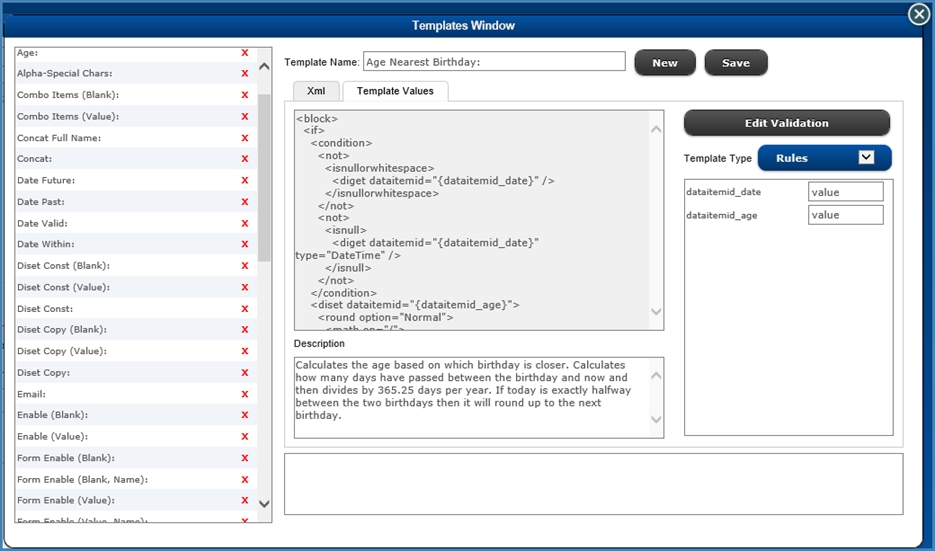 Templates Window
Age: X
Alpha-Special Chars: X
Combo Items (Blank): X
Combo Items (Value): X
Concat Full Name: X
Concat: X
Date Future: X
Date Past: X
Date Valid: X
Date Within: X
Diset Const (Blank): X
Diset Const (Value): X
Diset Const: X
Diset Copy (Blank): X
Diset Copy (Value): X
Diset Copy: X
Email: X
Enable (Blank): X
Enable (Value): X
Form Enable (Blank): X
Form Enable (Blank, Name): X
Form Enable (Value): X
Form Enable (Value, Name): X
Template Name: Age Nearest Birthday:
New
Save
Xml
Template Values
<block>
<if>
<condition>
<not>
<isnullorwhitespace>
<diget dataitemid="{dataitemid_date}" />
</isnullorwhitespace>
</not>
<not>
<isnull>
<diget dataitemid="{dataitemid_date}"
type="DateTime" />
</isnull>
</not>
</condition>
<diset dataitemid="{dataitemid_age}">
<round option="Normal">
<math op="/">
Description
Calculates the age based on which birthday is closer. Calculates
how many days have passed between the birthday and now and
then divides by 365.25 days per year. If today is exactly halfway
between the two birthdays then it will round up to the next
birthday.
Edit Validation
Template Type Rules
dataitemid_date value
dataitemid_age value